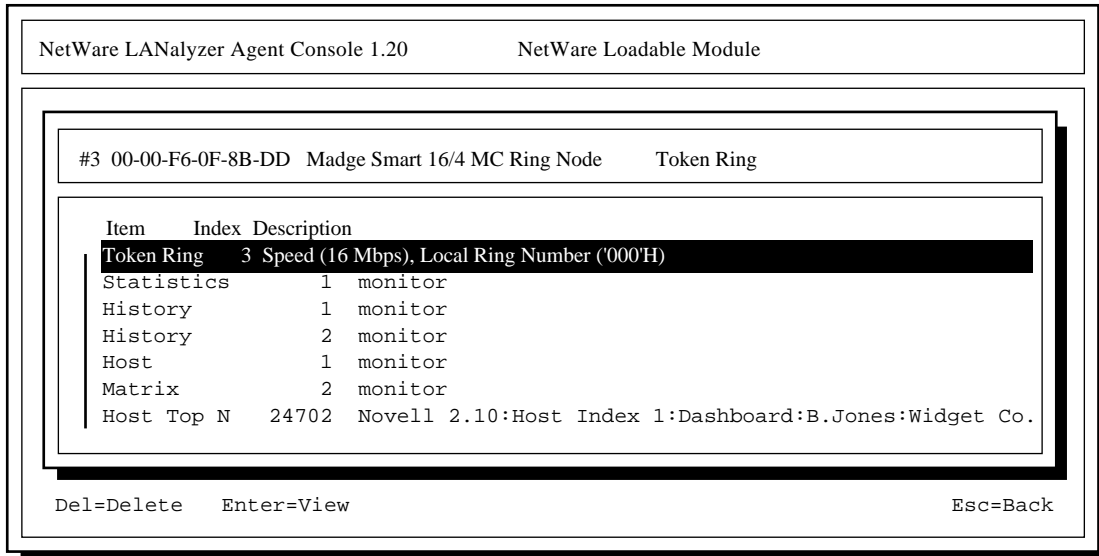 NetWare LANalyzer Agent Console 1.20 NetWare Loadable Module
#3 00-00-F6-0F-8B-DD Madge Smart 16/4 MC Ring Node Token Ring
Item Index Description
Token Ring 3 Speed (16 Mbps), Local Ring Number ('000'H)
Statistics 1 monitor
History 1 monitor
History 2 monitor
Host 1 monitor
Matrix 2 monitor
Host Top N 24702 Novell 2.10:Host Index 1:Dashboard:B.Jones:Widget Co.
Del=Delete Enter=View Esc=Back